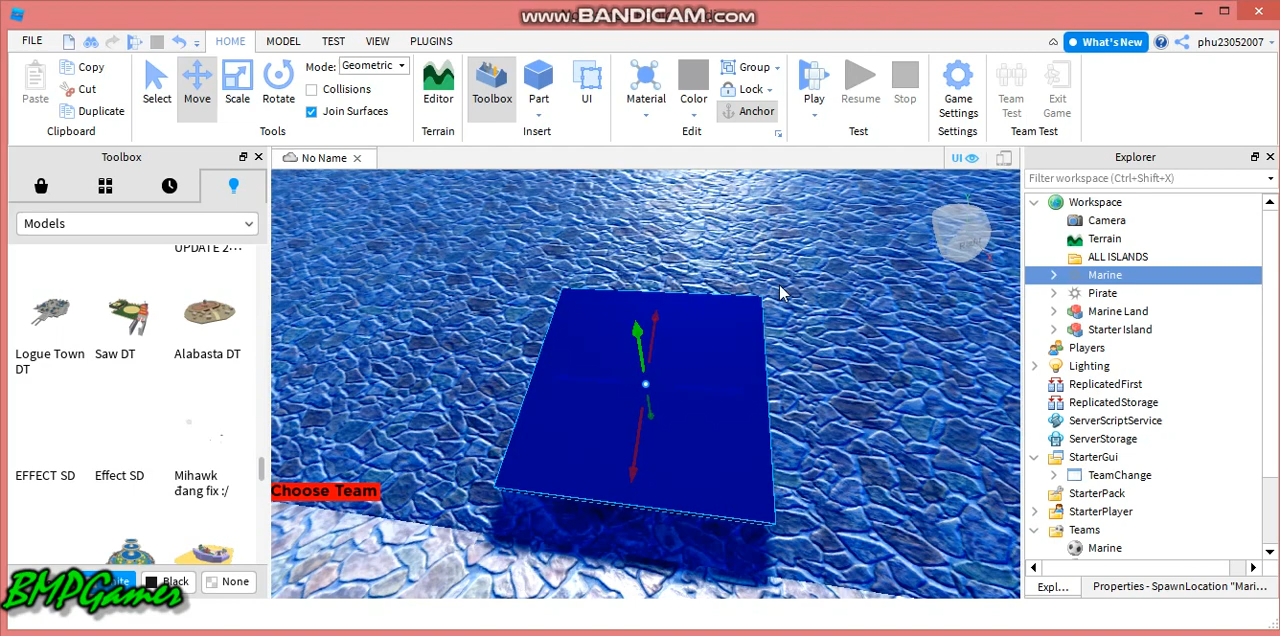 www.BANDICAM.com
FILE HOME MODEL TEST VIEW PLUGINS What's New phu23052007
Paste Copy Cut Duplicate Clipboard
Select Move Scale Rotate Mode: Geometric Collisions Join Surfaces Tools
Editor Terrain
Toolbox Part UI Insert
Material Color Group Lock Anchor Edit
Play Resume Stop Test
Game Settings Settings
Team Test Exit Game Team Test
Toolbox
Models
UPDATE 2...
Logue Town DT
Saw DT
Alabasta DT
EFFECT SD
Effect SD
Mihawk đang fix :/
Black None
BMPGamer
No Name
UI
Right
Choose Team
Explorer
Filter workspace (Ctrl+Shift+X)
Workspace
Camera
Terrain
ALL ISLANDS
Marine
Pirate
Marine Land
Starter Island
Players
Lighting
ReplicatedFirst
ReplicatedStorage
ServerScriptService
ServerStorage
StarterGui
TeamChange
StarterPack
StarterPlayer
Teams
Marine
Expl... Properties - SpawnLocation "Mari...